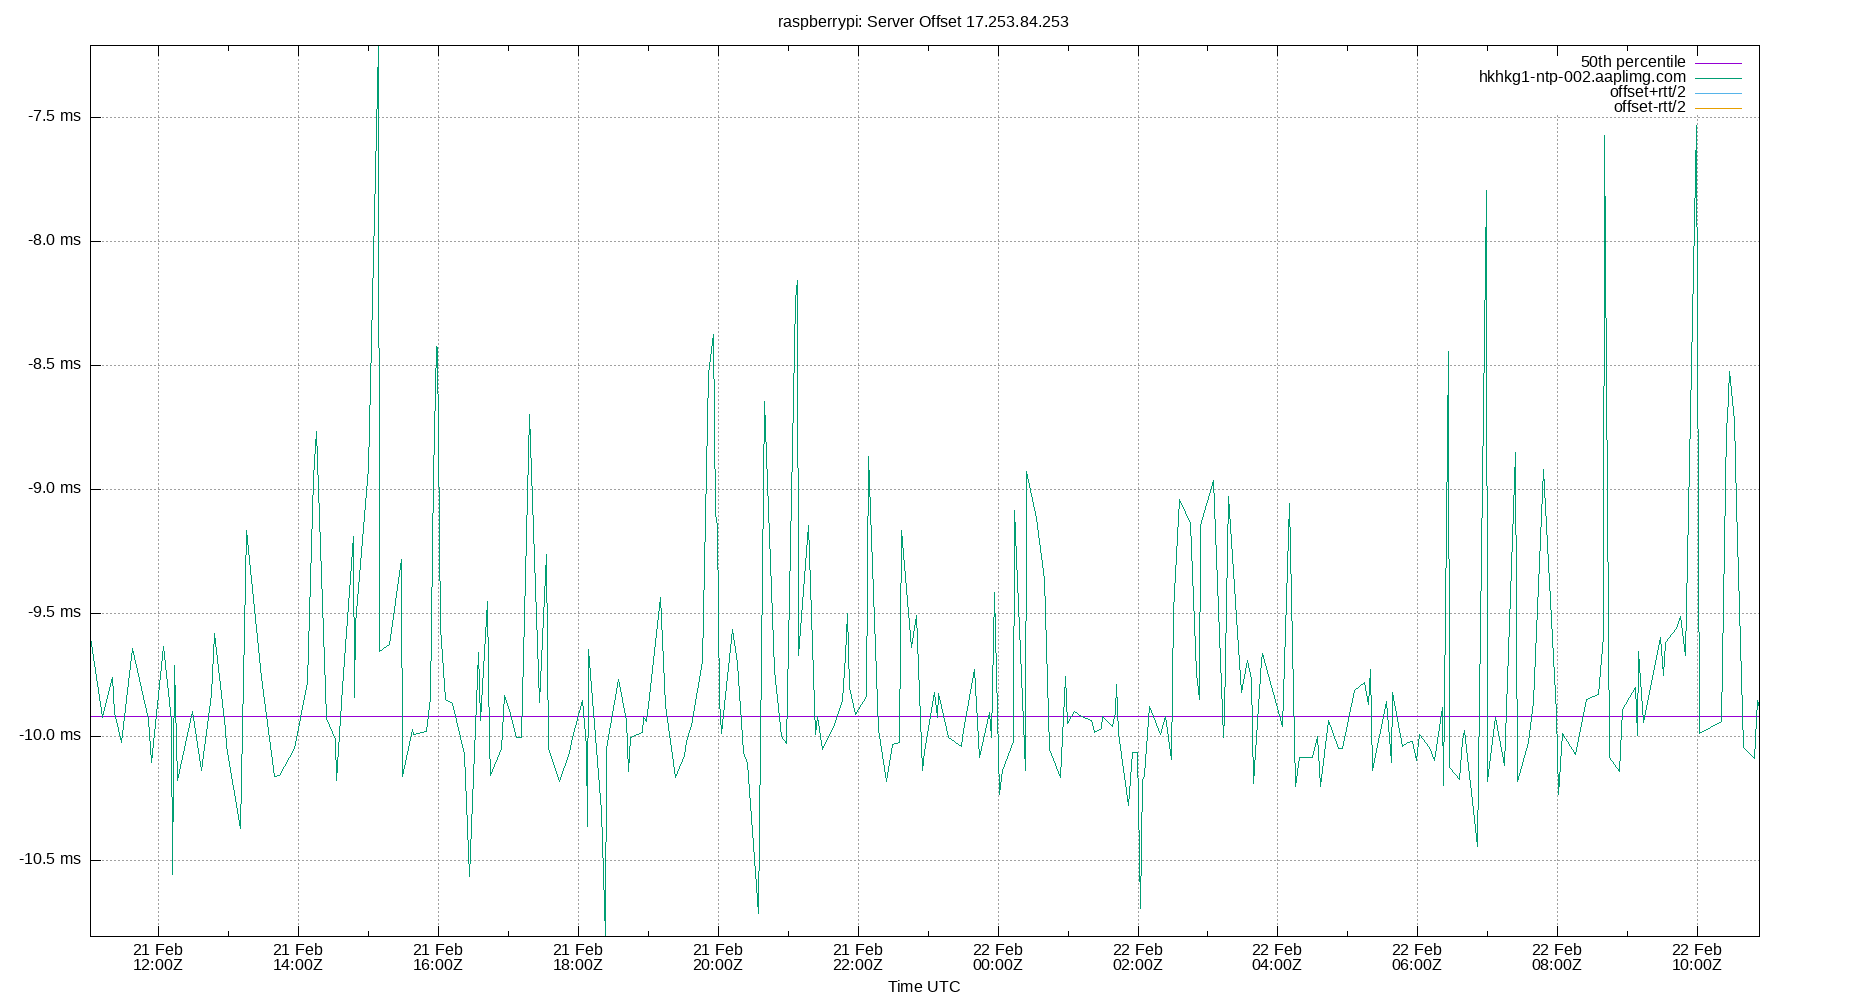 raspberrypi: Server Offset 17.253.84.253
50th percentile
hkhkg1-ntp-002.aaplimg.com
offset+rtt/2
offset-rtt/2
-7.5 ms
-8.0 ms
-8.5 ms
-9.0 ms
-9.5 ms
-10.0 ms
-10.5 ms
21 Feb 21 Feb 21 Feb 21 Feb 21 Feb 21 Feb 22 Feb 22 Feb 22 Feb 22 Feb 22 Feb 22 Feb
12:00Z 14:00Z 16:00Z 18:00Z 20:00Z 22:00Z 00:00Z 02:00Z 04:00Z 06:00Z 08:00Z 10:00Z
Time UTC